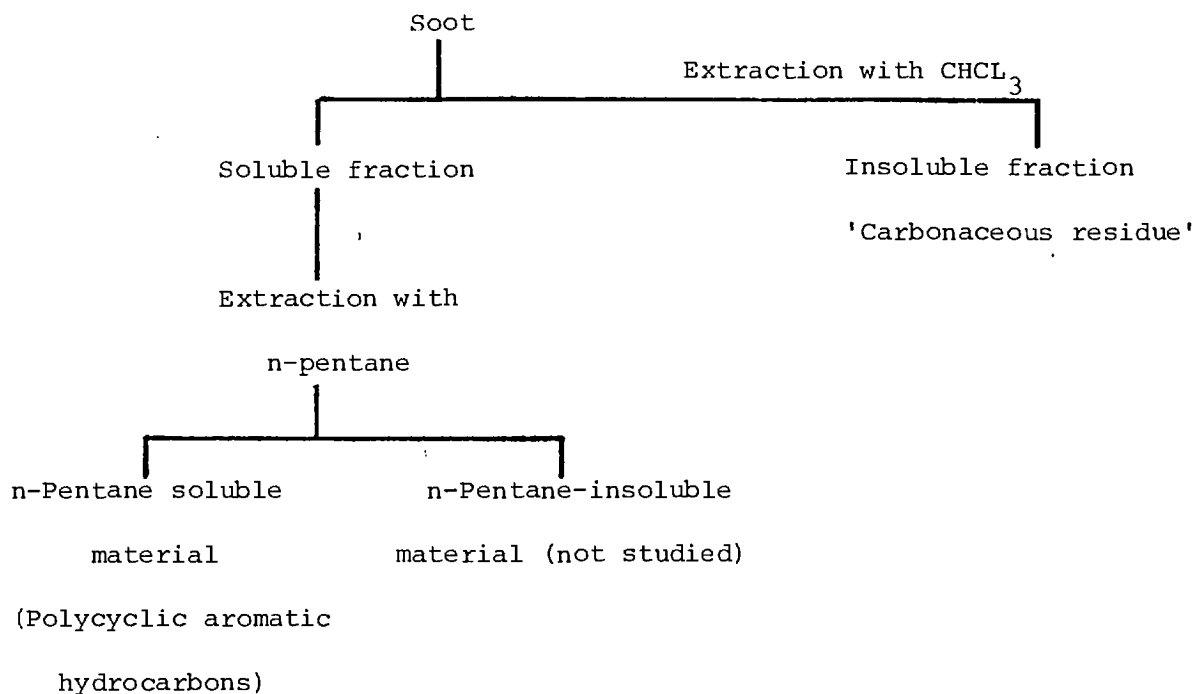 Soot
Extraction with CHCL3
Soluble fraction
Insoluble fraction
'Carbonaceous residue'
Extraction with
n-pentane
n-Pentane soluble
material
(Polycyclic aromatic
hydrocarbons)
n-Pentane-insoluble
material (not studied)